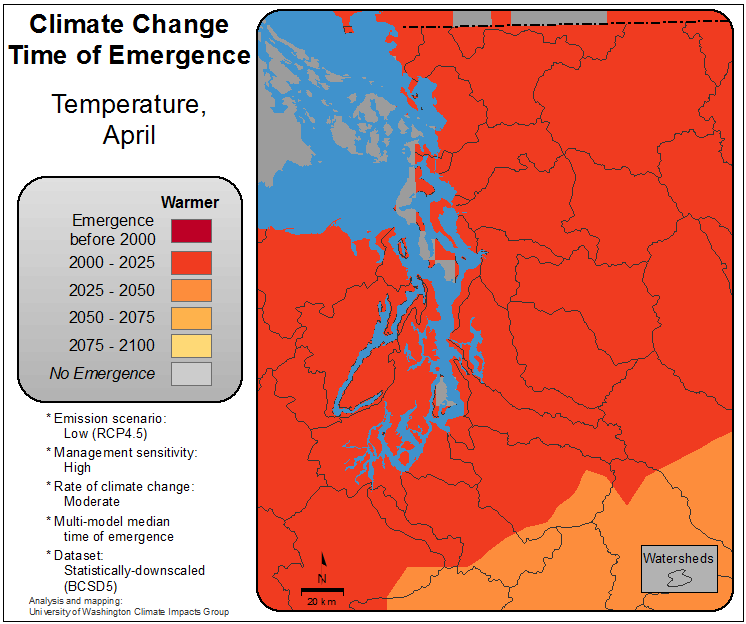 Climate Change
Time of Emergence
Temperature,
April
Warmer
Emergence
before 2000
2000 - 2025
2025 - 2050
2050 - 2075
2075 - 2100
No Emergence
* Emission scenario:
Low (RCP4.5)
* Management sensitivity:
High
* Rate of climate change:
Moderate
* Multi-model median
time of emergence
* Dataset:
Statistically-downscaled
(BCSD5)
Analysis and mapping:
University of Washington Climate Impacts Group
N
20 km
Watersheds